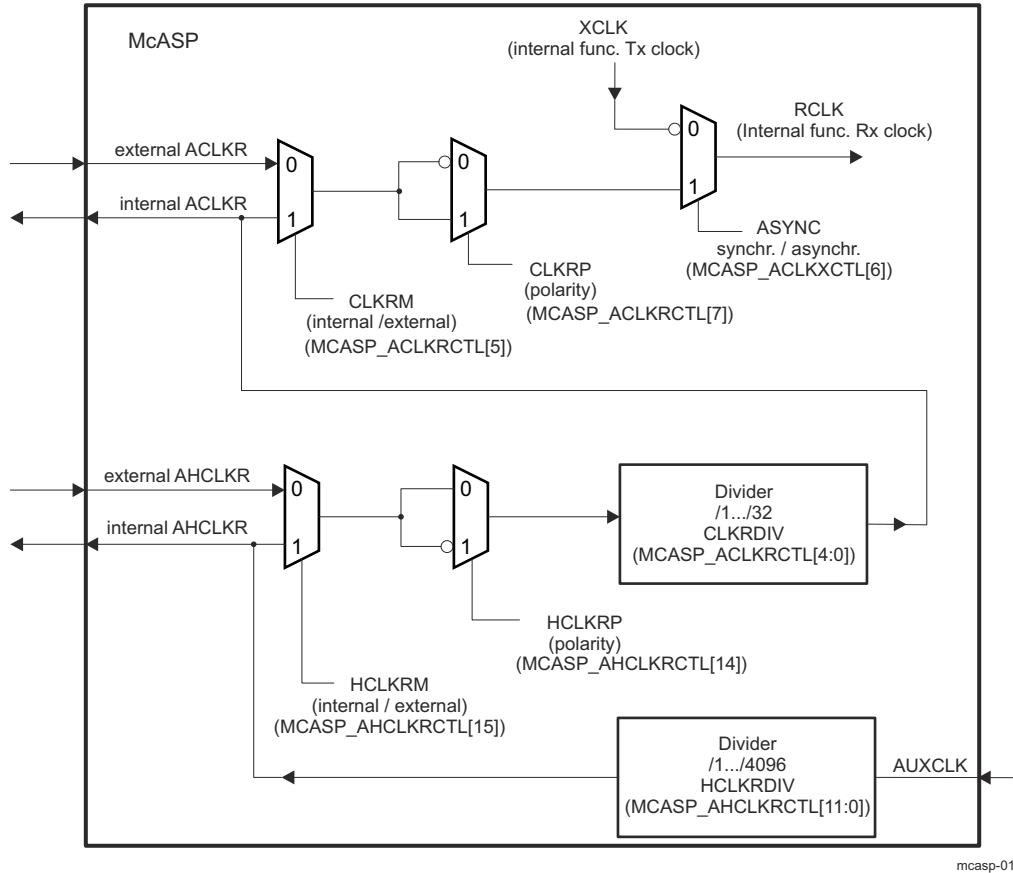 McASP
XCLK
(internal func. Tx clock)
RCLK
(Internal func. Rx clock)
external ACLKR
internal ACLKR
0
1
0
1
0
1
ASYNC
synchr. / asynchr.
(MCASP_ACLKXCTL[6])
CLKRP
(polarity)
(MCASP_ACLKRCTL[7])
CLKRM
(internal /external)
(MCASP_ACLKRCTL[5])
external AHCLKR
internal AHCLKR
0
1
0
1
Divider
/1.../32
CLKRDIV
(MCASP_ACLKRCTL[4:0])
HCLKRP
(polarity)
(MCASP_AHCLKRCTL[14])
HCLKRM
(internal / external)
(MCASP_AHCLKRCTL[15])
Divider
/1.../4096
HCLKRDIV
(MCASP_AHCLKRCTL[11:0])
AUXCLK
mcasp-01